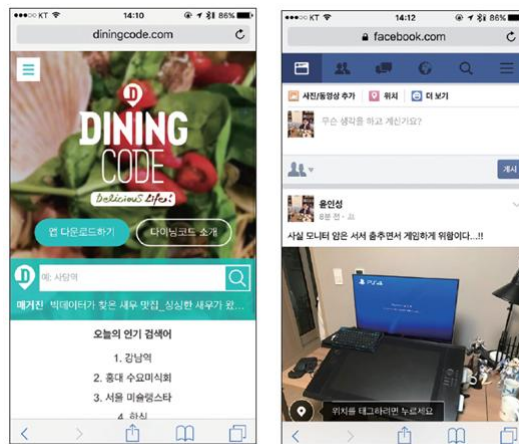 KT 14:10 86%
diningcode.com
DINING
CODE
Delicious Life!
앱 다운로드하기
다이닝코드 소개
예: 사당역
매거진 빅데이터가 찾은 새우 맛집_싱싱한 새우가 왔...
오늘의 인기 검색어
1. 강남역
2. 홍대 수요미식회
3. 서울 미슐랭스타
4. 한식
KT 14:12 86%
facebook.com
사진/동영상 추가
위치
더 보기
무슨 생각을 하고 계신가요?
게시
윤인성
8분 전
사실 모니터 암은 서서 춤추면서 게임하게 위함이다...!!
PS4
위치를 태그하려면 누르세요